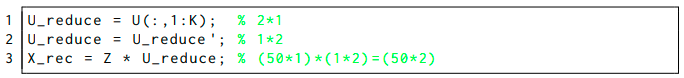 1 U_reduce = U(:,1:K); % 2*1
2 U_reduce = U_reduce'; % 1*2
3 X_rec = Z * U_reduce; % (50*1)*(1*2)=(50*2)